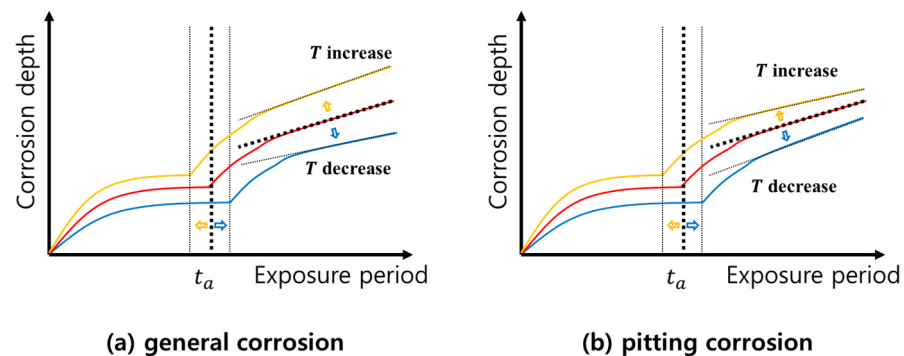 Corrosion depth
T increase
T decrease
t_a
Exposure period
(a) general corrosion
Corrosion depth
T increase
T decrease
t_a
Exposure period
(b) pitting corrosion